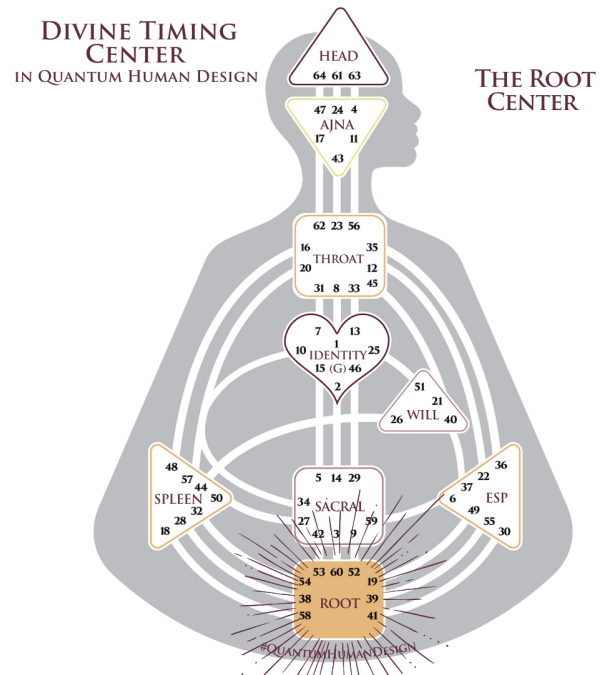 DIVINE TIMING
CENTER
IN QUANTUM HUMAN DESIGN
THE ROOT
CENTER
HEAD
64 61 63
47 24 4
AJNA
17 11
43
62 23 56
16 35
THROAT
20 12
45
31 8 33
7 13
1
10 IDENTITY 25
15 (G) 46
2
51
21
WILL
26 40
48
57
44
SPLEEN 50
32
28
18
5 14 29
34 SACRAL
27 59
42 3 9
36
22
37
6 ESP
49
55
30
53 60 52
54 19
38 ROOT 39
58 41
#QUANTUMHUMANDESIGN